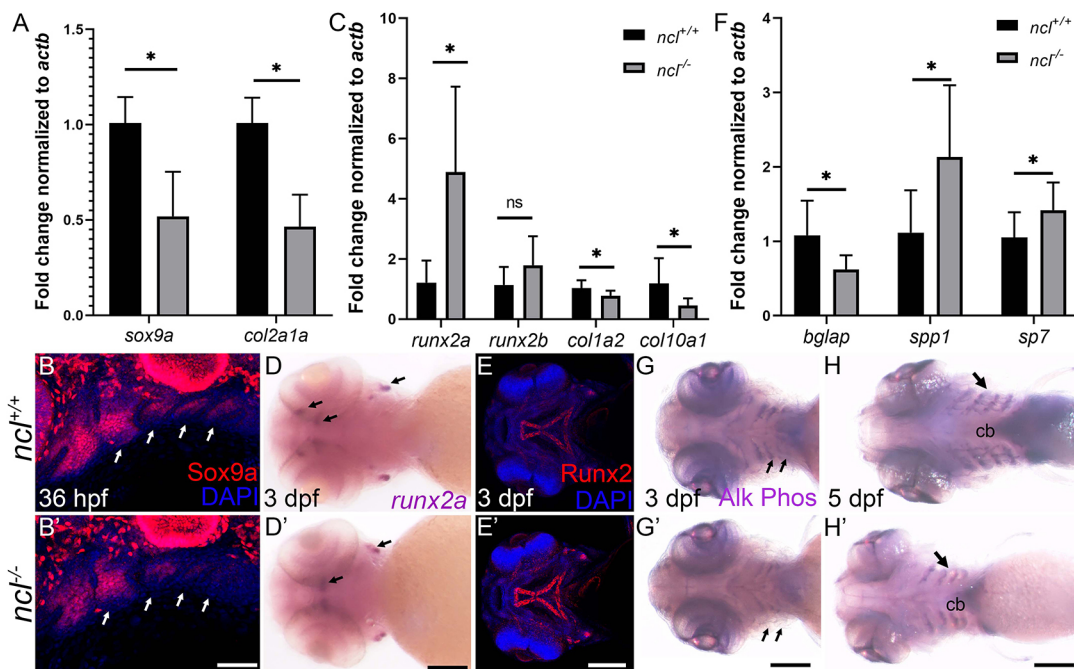 A
Fold change normalized to actb
1.5
1.0
0.5
0.0
*
*
sox9a
col2a1a
C
Fold change normalized to actb
10
8
6
4
2
0
*
ns
*
*
ncl+/+
ncl-/-
runx2a
runx2b
col1a2
col10a1
F
Fold change normalized to actb
4
3
2
1
0
*
*
*
ncl+/+
ncl-/-
bglap
spp1
sp7
ncl+/+
B
Sox9a
DAPI
36 hpf
D
3 dpf
runx2a
E
Runx2
DAPI
3 dpf
G
3 dpf
Alk Phos
H
cb
5 dpf
ncl-/-
B'
D'
E'
G'
H'
cb